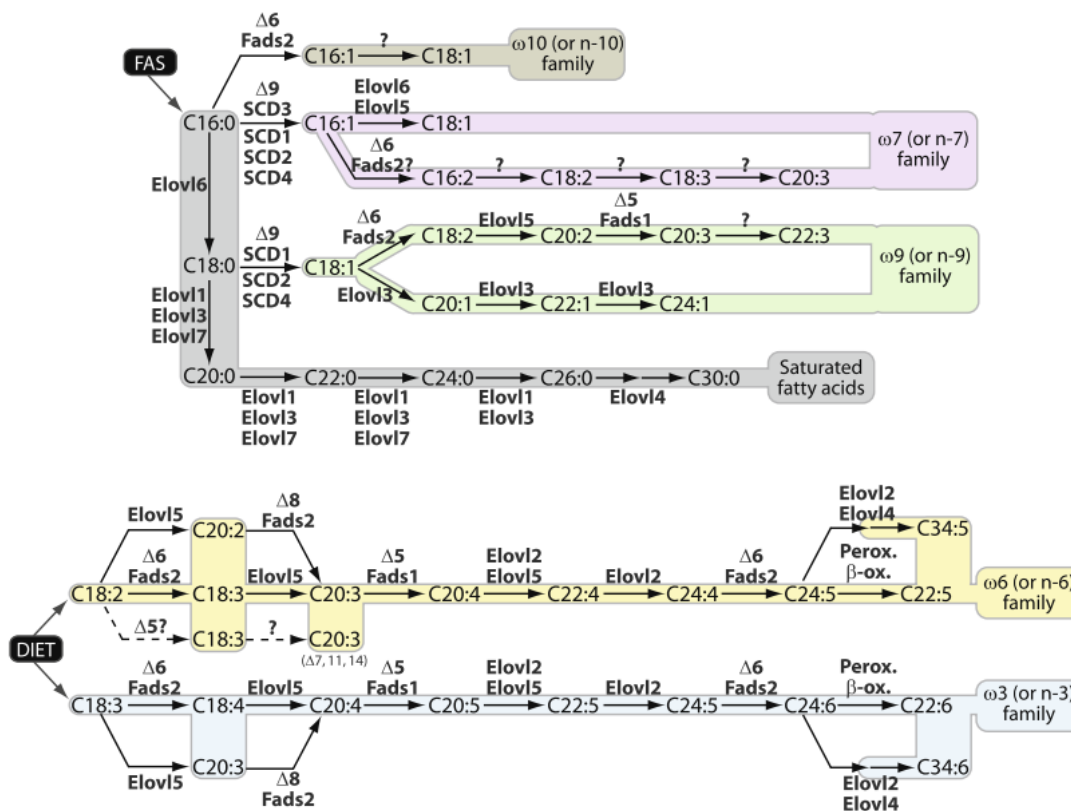 Δ6
Fads2
?
C16:1
C18:1
ω10 (or n-10)
family
FAS
C16:0
Δ9
SCD3
SCD1
SCD2
SCD4
C16:1
Elovl6
Elovl5
C18:1
Δ6
Fads2?
C16:2
?
C18:2
?
C18:3
?
C20:3
ω7 (or n-7)
family
Elovl6
C18:0
Δ9
SCD1
SCD2
SCD4
C18:1
Δ6
Fads2
C18:2
Elovl5
C20:2
Δ5
Fads1
C20:3
?
C22:3
Elovl3
C20:1
Elovl3
C22:1
Elovl3
C24:1
ω9 (or n-9)
family
Elovl1
Elovl3
Elovl7
C20:0
Elovl1
Elovl3
Elovl7
C22:0
Elovl1
Elovl3
Elovl7
C24:0
Elovl1
Elovl3
C26:0
Elovl4
C30:0
Saturated
fatty acids
DIET
C18:2
Elovl5
C20:2
Δ8
Fads2
Δ6
Fads2
C18:3
Elovl5
C20:3
Δ5
Fads1
C20:4
Elovl2
Elovl5
C22:4
Elovl2
C24:4
Δ6
Fads2
C24:5
Elovl2
Elovl4
C34:5
Perox.
β-ox.
C22:5
ω6 (or n-6)
family
Δ5?
C18:3
?
C20:3
(Δ7, 11, 14)
C18:3
Δ6
Fads2
C18:4
Elovl5
C20:4
Δ5
Fads1
C20:5
Elovl2
Elovl5
C22:5
Elovl2
C24:5
Δ6
Fads2
C24:6
Perox.
β-ox.
C22:6
ω3 (or n-3)
family
Elovl5
C20:3
Δ8
Fads2
Elovl2
Elovl4
C34:6